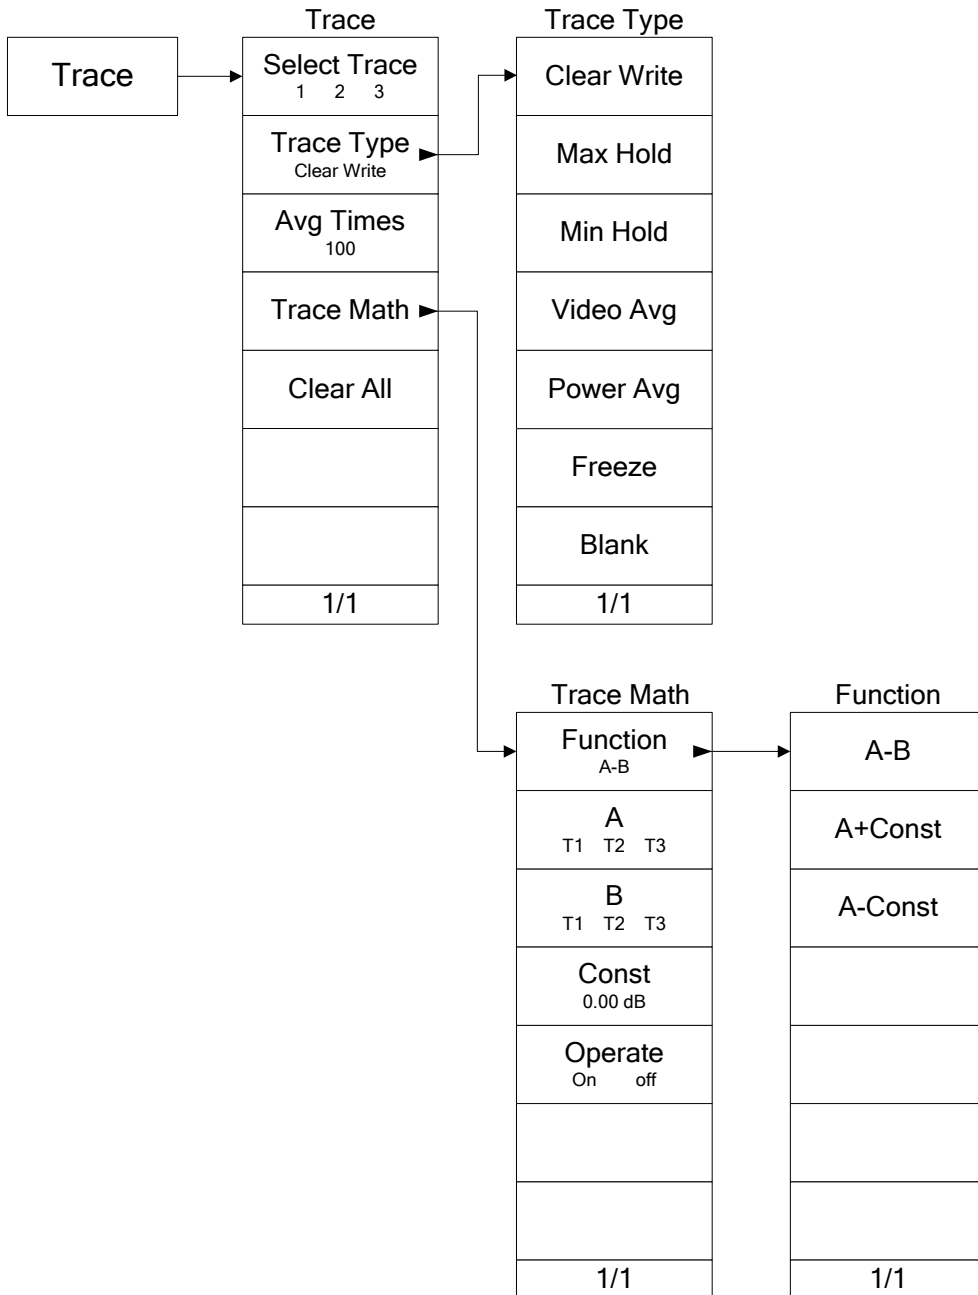 Trace
Trace
Select Trace
1 2 3
Trace Type
Clear Write
Avg Times
100
Trace Math
Clear All
1/1
Trace Type
Clear Write
Max Hold
Min Hold
Video Avg
Power Avg
Freeze
Blank
1/1
Trace Math
Function
A-B
A
T1 T2 T3
B
T1 T2 T3
Const
0.00 dB
Operate
On off
1/1
Function
A-B
A+Const
A-Const
1/1